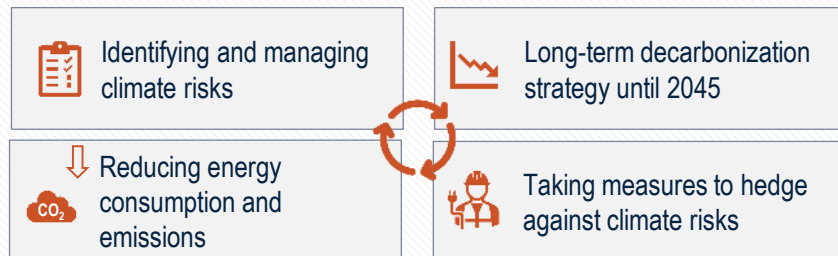 Identifying and managing
climate risks
Long-term decarbonization
strategy until 2045
Reducing energy
consumption and
emissions
CO2
Taking measures to hedge
against climate risks